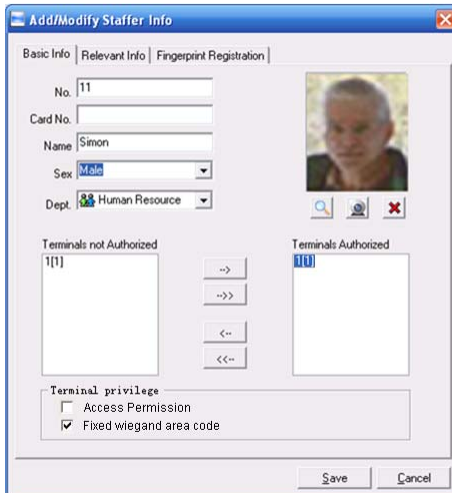 Add/Modify Staffer Info
Basic Info Relevant Info Fingerprint Registration
No. 11
Card No.
Name Simon
Sex Male
Dept. Human Resource
Terminals not Authorized Terminals Authorized
1[1] 1[1]
-->
-->>
<--
<<--
Terminal privilege
Access Permission
Fixed wiegand area code
Save Cancel